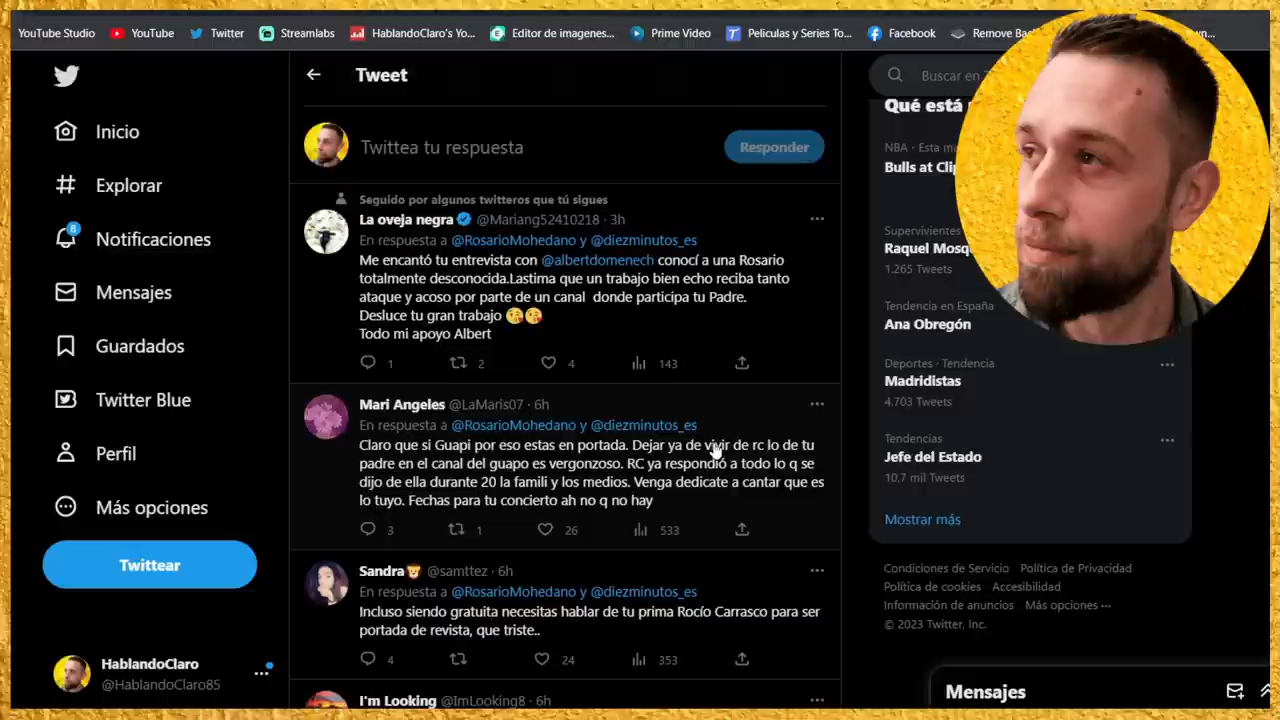 YouTube Studio
YouTube
Twitter
Streamlabs
HablandoClaro's Yo...
Editor de imagenes...
Prime Video
Peliculas y Series To...
Facebook
Remove
Inicio
Explorar
8
Notificaciones
Mensajes
Guardados
Twitter Blue
Perfil
Más opciones
Twittear
HablandoClaro
@HablandoClaro85
Tweet
Twittea tu respuesta
Responder
Seguido por algunos twitteros que tú sigues
La oveja negra @Mariang52410218 · 3h
En respuesta a @RosarioMohedano y @diezminutos_es
Me encantó tu entrevista con @albertdomenech conocí a una Rosario
totalmente desconocida.Lastima que un trabajo bien echo reciba tanto
ataque y acoso por parte de un canal donde participa tu Padre.
Desluce tu gran trabajo 😘😘
Todo mi apoyo Albert
1 2 4 143
Mari Angeles @LaMaris07 · 6h
En respuesta a @RosarioMohedano y @diezminutos_es
Claro que si Guapi por eso estas en portada. Dejar ya de vivir de rc lo de tu
padre en el canal del guapo es vergonzoso. RC ya respondió a todo lo q se
dijo de ella durante 20 la famili y los medios. Venga dedicate a cantar que es
lo tuyo. Fechas para tu concierto ah no q no hay
3 1 26 533
Sandra🦁 @samttez · 6h
En respuesta a @RosarioMohedano y @diezminutos_es
Incluso siendo gratuita necesitas hablar de tu prima Rocío Carrasco para ser
portada de revista, que triste..
4 24 353
I'm Looking @ImLooking8 · 6h
Buscar en
Qué está
NBA · Esta
Bulls at
Supervivientes
Raquel
1.265 Tweets
Tendencia en España
Ana Obregón
Deportes · Tendencia
Madridistas
4.703 Tweets
Tendencias
Jefe del Estado
10,7 mil Tweets
Mostrar más
Condiciones de Servicio Política de Privacidad
Política de cookies Accesibilidad
Información de anuncios Más opciones ···
© 2023 Twitter, Inc.
Mensajes